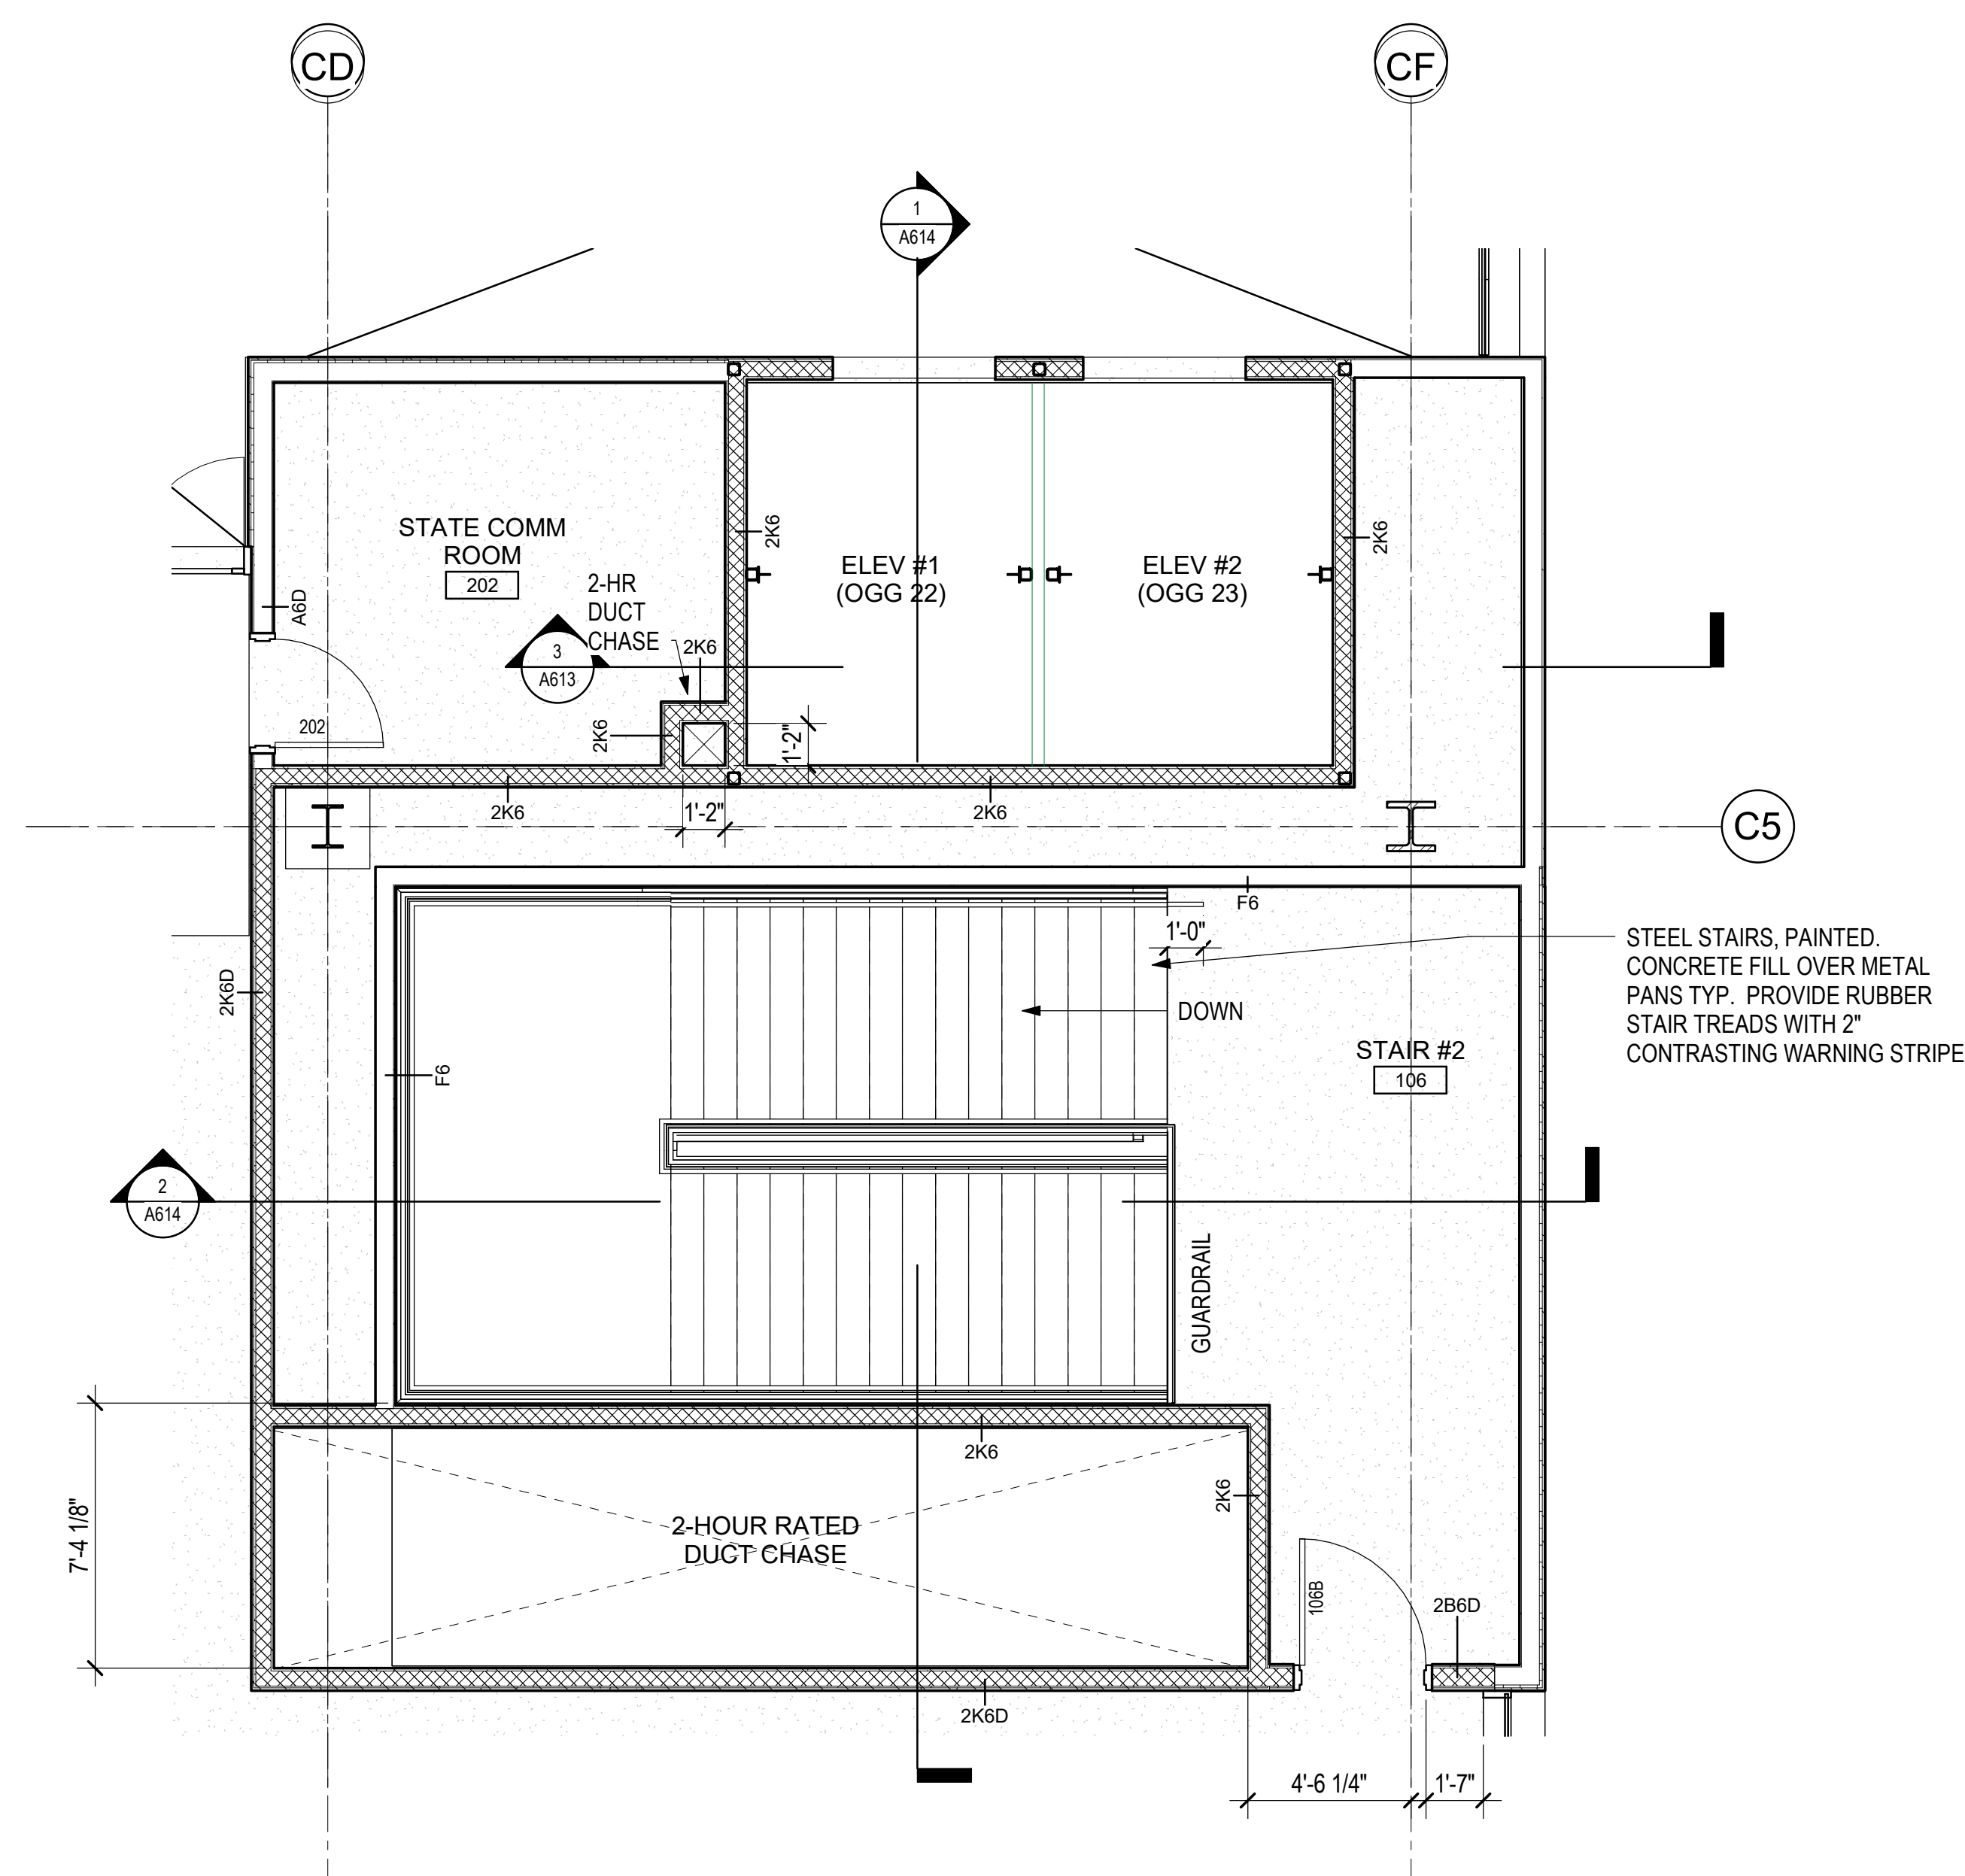 CD
CF
1
A614
2K6
2K6
STATE COMM
ROOM
202
ELEV #1
(OGG 22)
ELEV #2
(OGG 23)
2-HR
DUCT
CHASE
A6D
3
A613
2K6
202
2K6
1'-2"
2K6
1'-2"
2K6
C5
F6
1'-0"
STEEL STAIRS, PAINTED.
CONCRETE FILL OVER METAL
PANS TYP. PROVIDE RUBBER
STAIR TREADS WITH 2"
CONTRASTING WARNING STRIPE
2K6D
DOWN
STAIR #2
106
F6
2
A614
GUARDRAIL
2K6
2K6
7'-4 1/8"
2-HOUR RATED
DUCT CHASE
106B
2B6D
2K6D
4'-6 1/4"
1'-7"